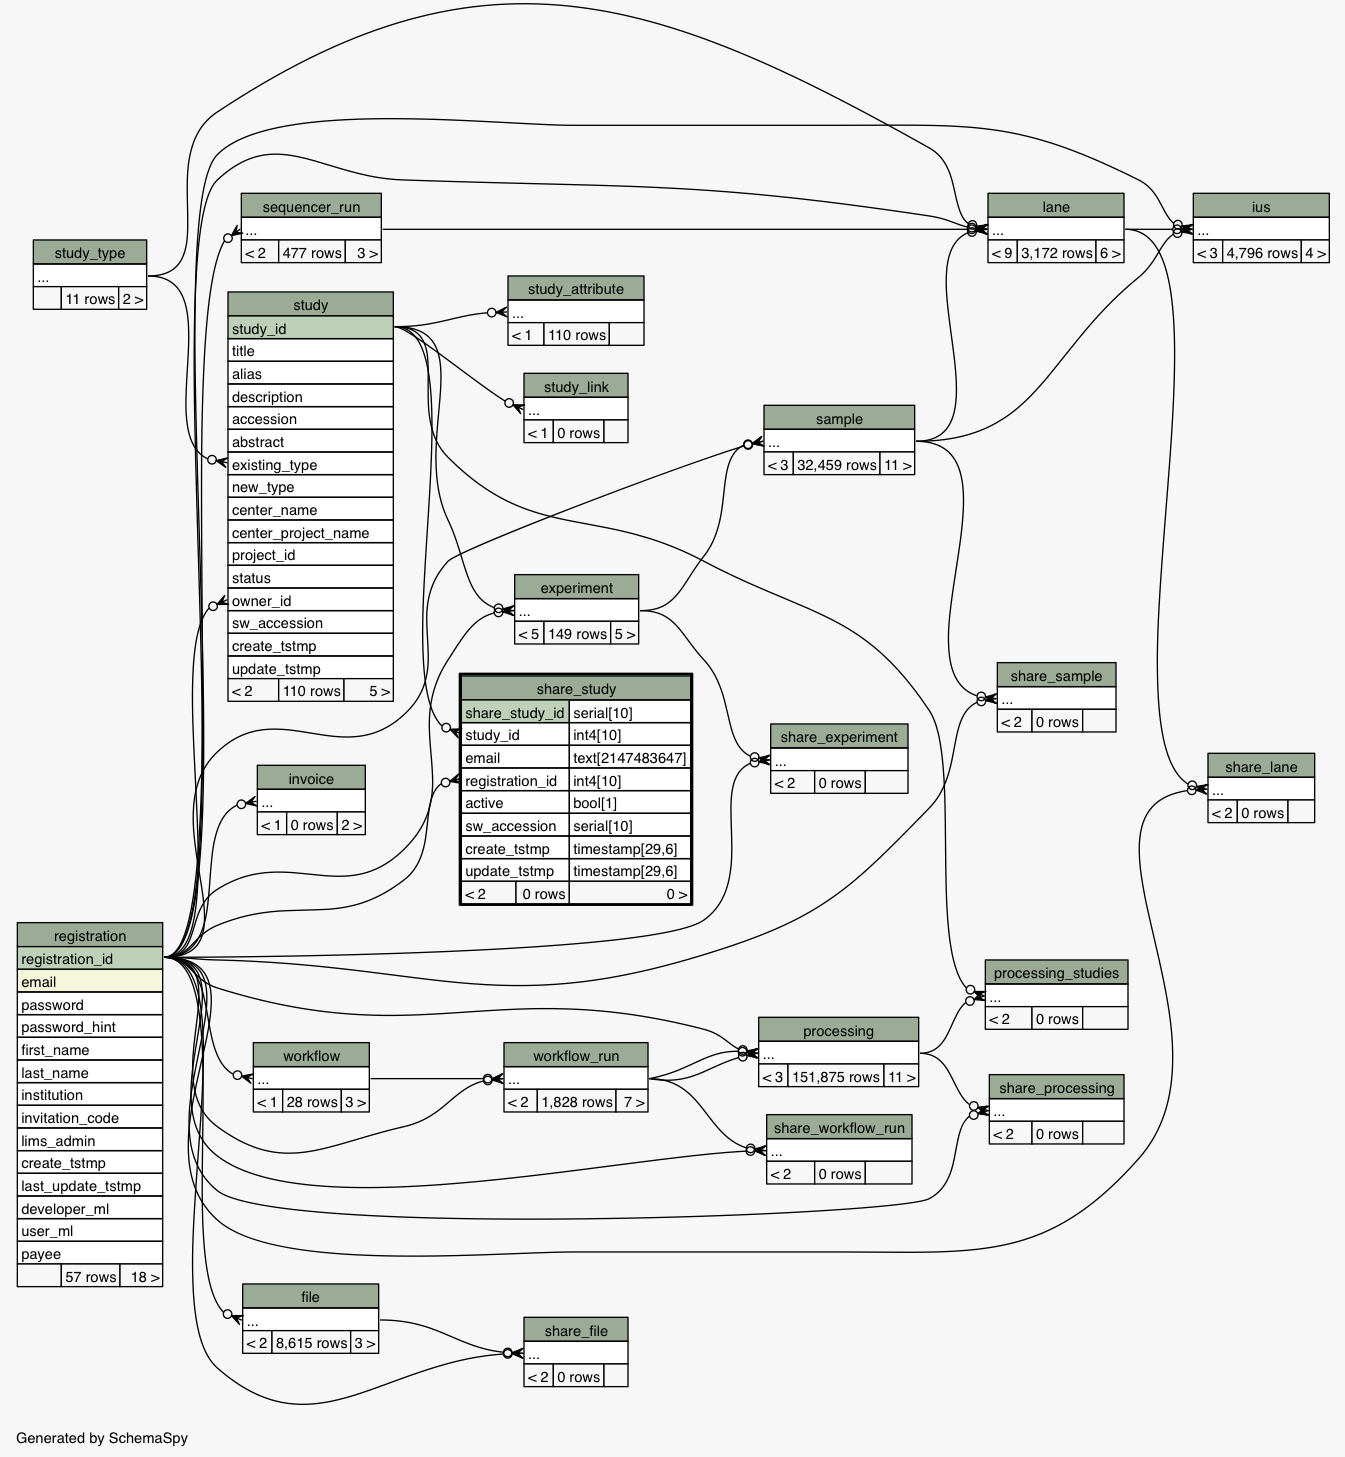 sequencer_run
...
< 2 477 rows 3 >
lane
...
< 9 3,172 rows 6 >
ius
...
< 3 4,796 rows 4 >
study_type
...
11 rows 2 >
study
study_id
title
alias
description
accession
abstract
existing_type
new_type
center_name
center_project_name
project_id
status
owner_id
sw_accession
create_tstmp
update_tstmp
< 2 110 rows 5 >
study_attribute
...
< 1 110 rows
study_link
...
< 1 0 rows
sample
...
< 3 32,459 rows 11 >
experiment
...
< 5 149 rows 5 >
share_study
share_study_id serial[10]
study_id int4[10]
email text[2147483647]
registration_id int4[10]
active bool[1]
sw_accession serial[10]
create_tstmp timestamp[29,6]
update_tstmp timestamp[29,6]
< 2 0 rows 0 >
share_sample
...
< 2 0 rows
share_experiment
...
< 2 0 rows
share_lane
...
< 2 0 rows
invoice
...
< 1 0 rows 2 >
registration
registration_id
email
password
password_hint
first_name
last_name
institution
invitation_code
lims_admin
create_tstmp
last_update_tstmp
developer_ml
user_ml
payee
57 rows 18 >
processing_studies
...
< 2 0 rows
workflow
...
< 1 28 rows 3 >
workflow_run
...
< 2 1,828 rows 7 >
processing
...
< 3 151,875 rows 11 >
share_processing
...
< 2 0 rows
share_workflow_run
...
< 2 0 rows
file
...
< 2 8,615 rows 3 >
share_file
...
< 2 0 rows
Generated by SchemaSpy